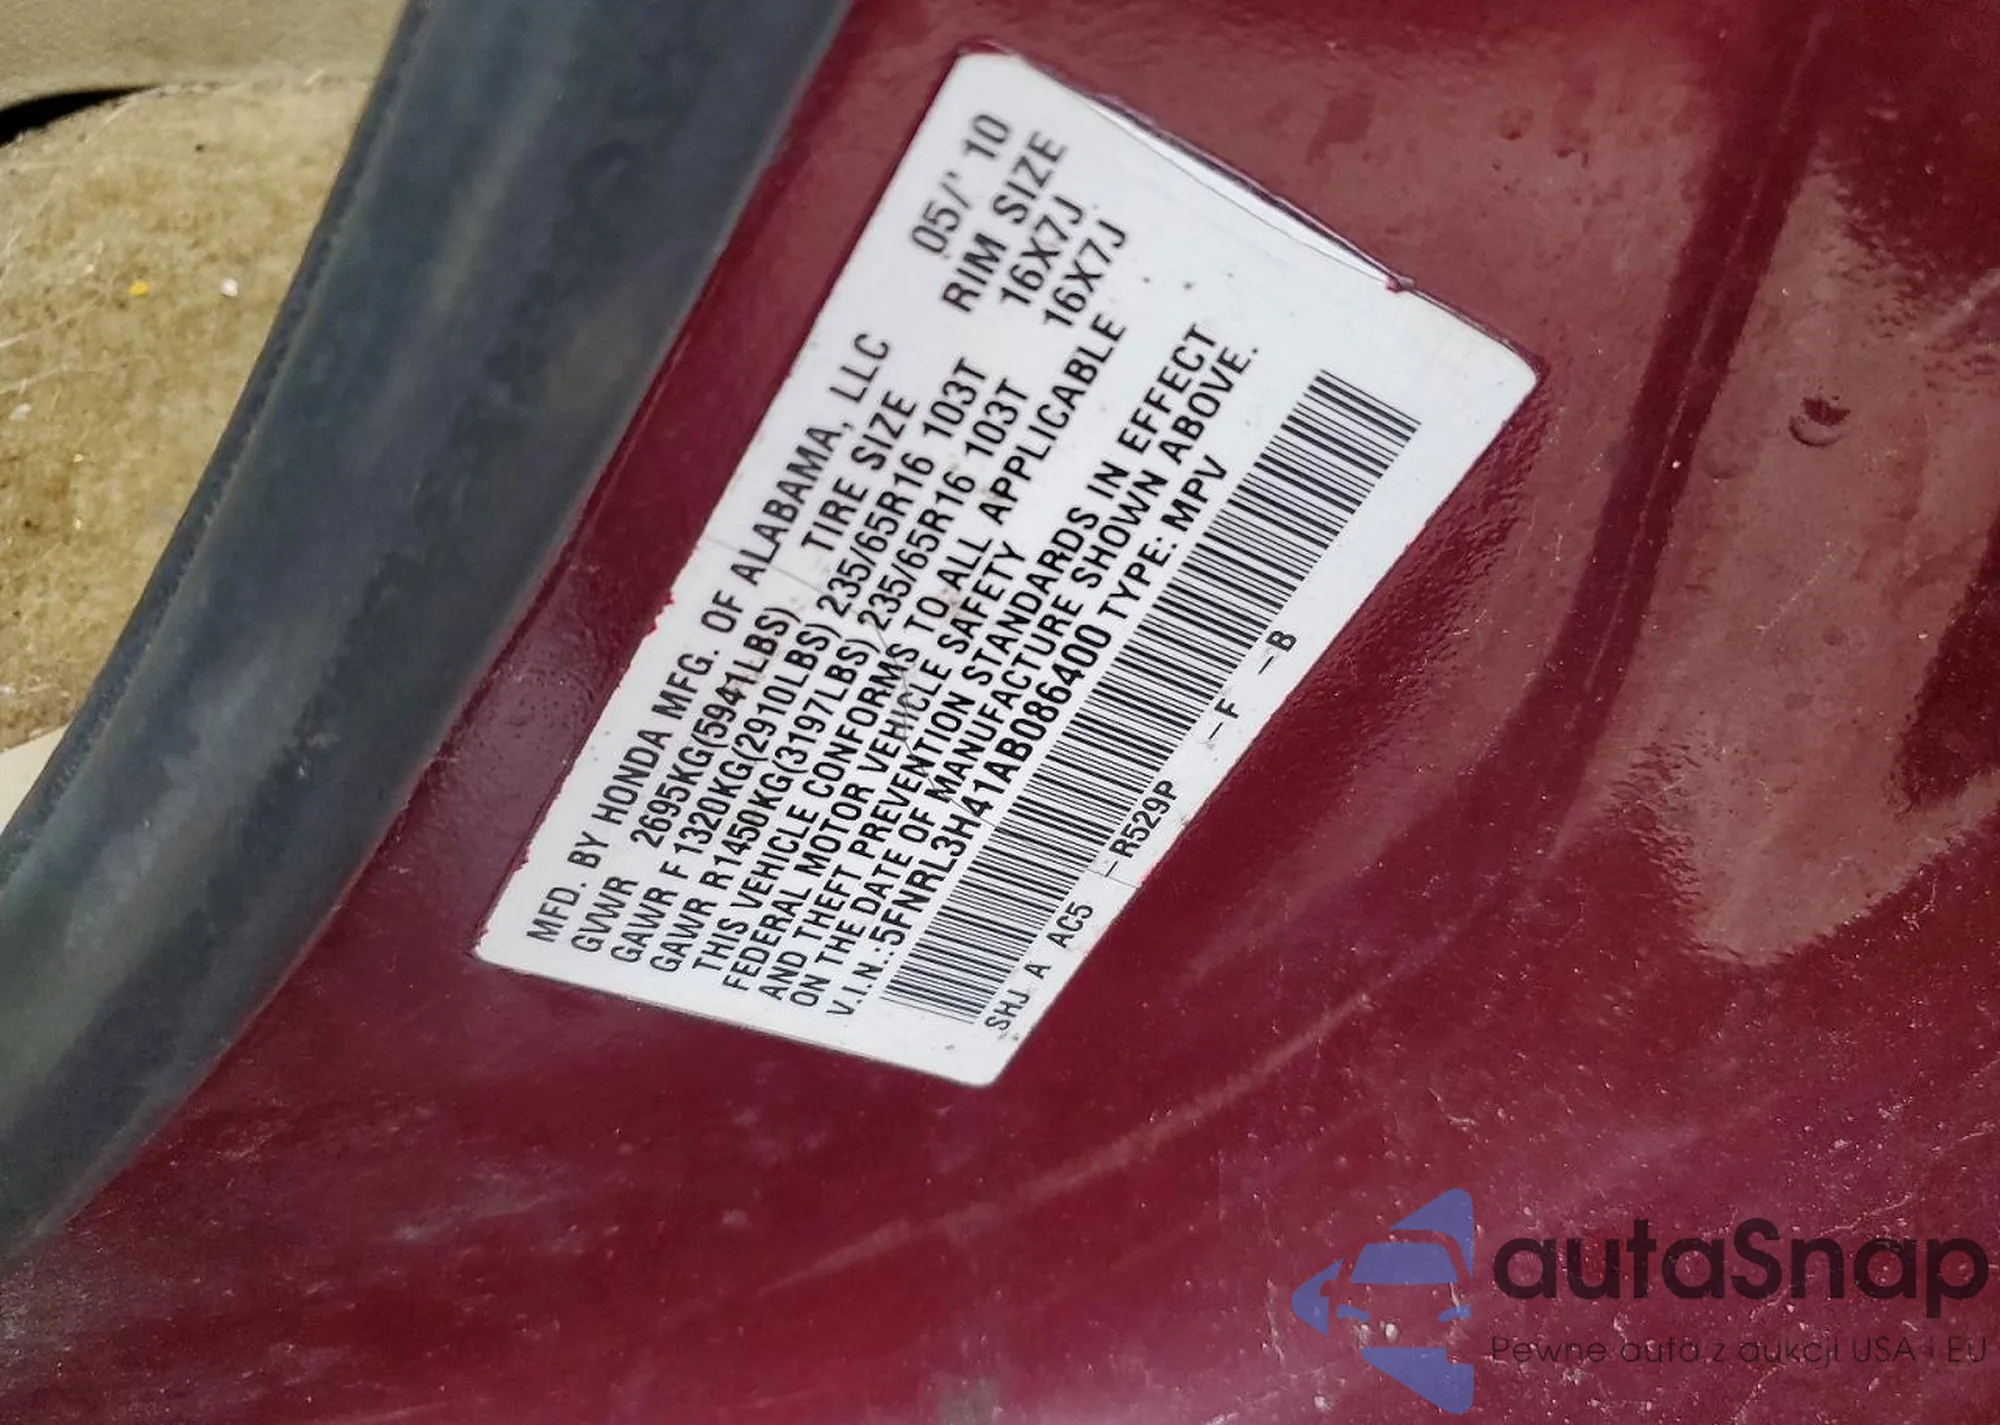 MFD. BY HONDA MFG. OF ALABAMA, LLC 05/'10
GVWR 2695KG(5941LBS) TIRE SIZE RIM SIZE
GAWR F 1320KG(2910LBS) 235/65R16 103T 16X7J
GAWR R 1450KG(3197LBS) 235/65R16 103T 16X7J
THIS VEHICLE CONFORMS TO ALL APPLICABLE
FEDERAL MOTOR VEHICLE SAFETY
AND THEFT PREVENTION STANDARDS IN EFFECT
ON THE DATE OF MANUFACTURE SHOWN ABOVE.
V.I.N.:5FNRL3H41AB086400 TYPE: MPV
SHJ A AC5 -R529P -F -B
autaSnap
Pewne auta z aukcji USA i EU